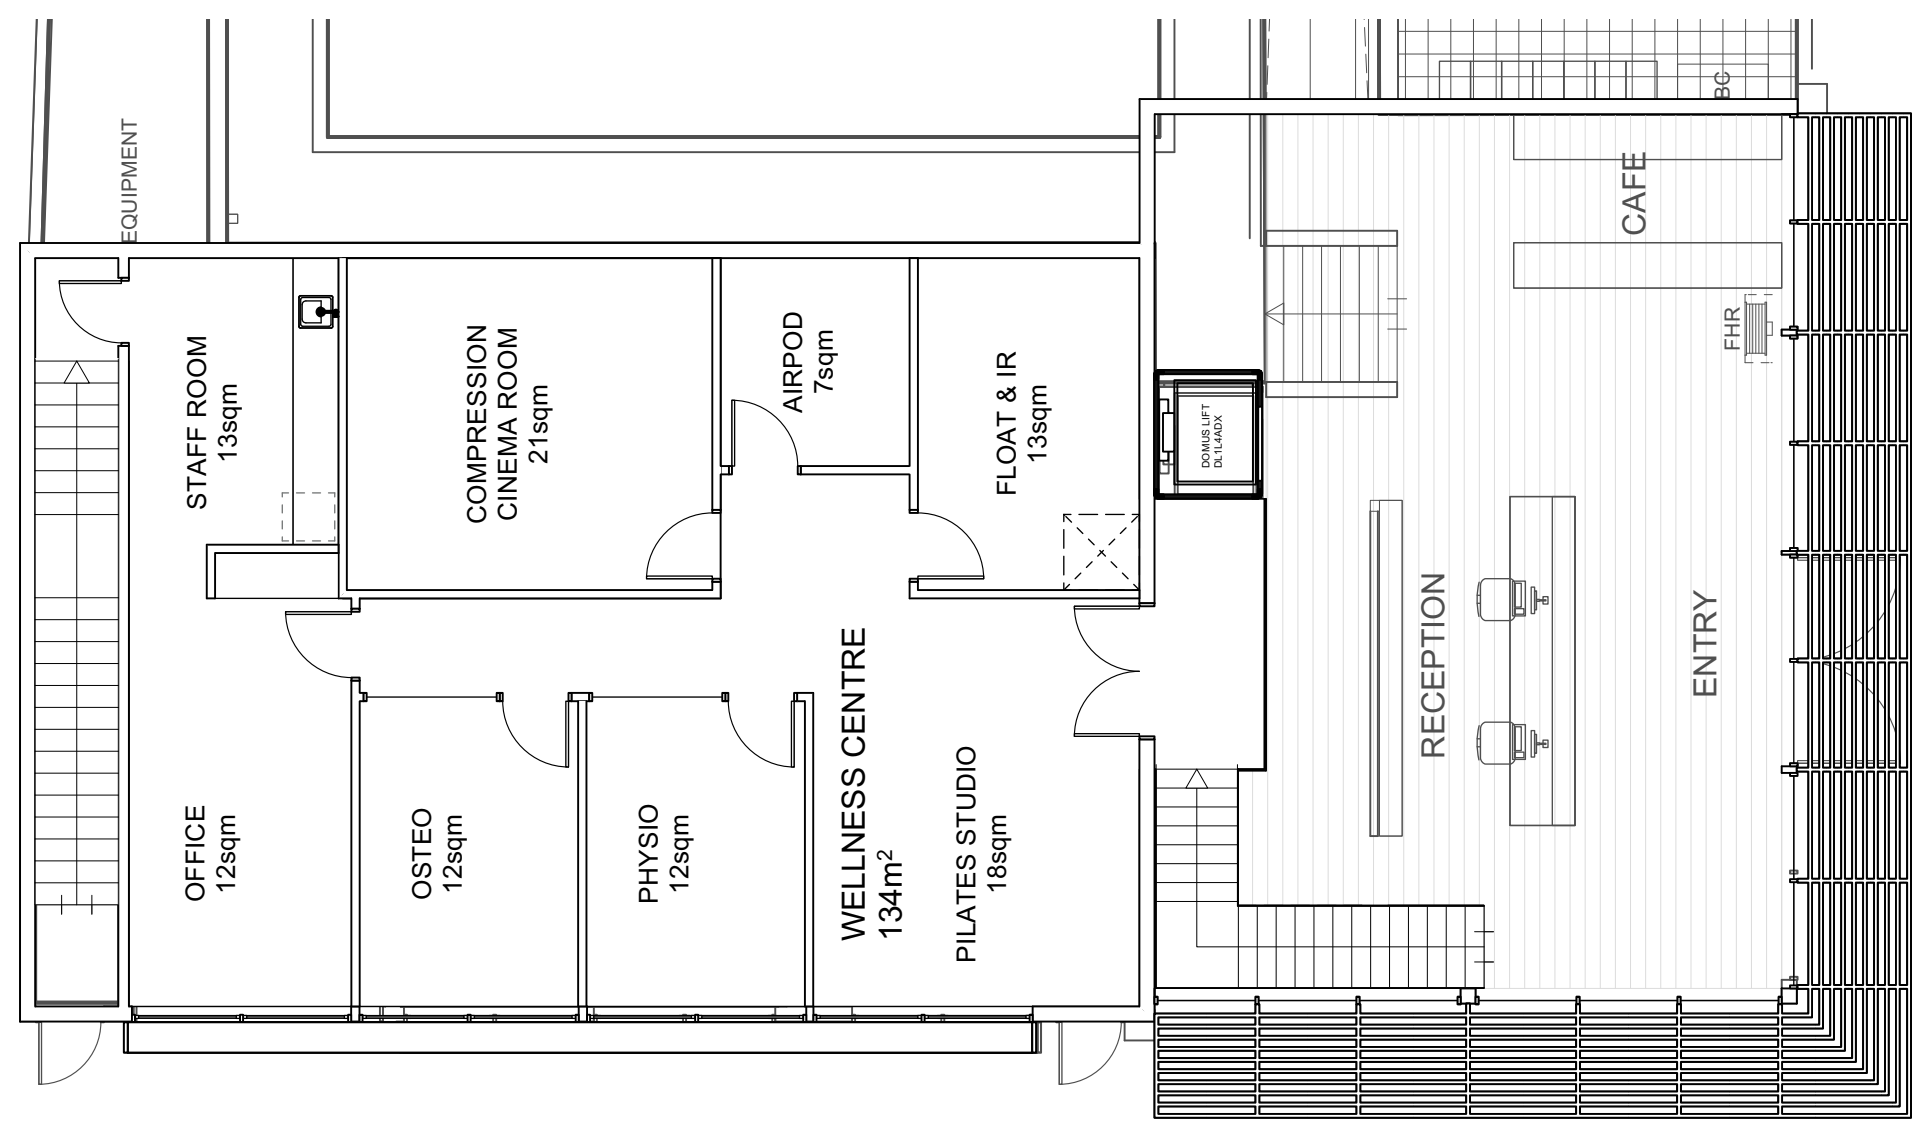 EQUIPMENT
STAFF ROOM
13sqm
COMPRESSION
CINEMA ROOM
21sqm
AIRPOD
7sqm
FLOAT & IR
13sqm
DOMUS LIFT
DL1L4ADX
BC
CAFE
FHR
RECEPTION
ENTRY
OFFICE
12sqm
OSTEO
12sqm
PHYSIO
12sqm
WELLNESS CENTRE
134m²
PILATES STUDIO
18sqm